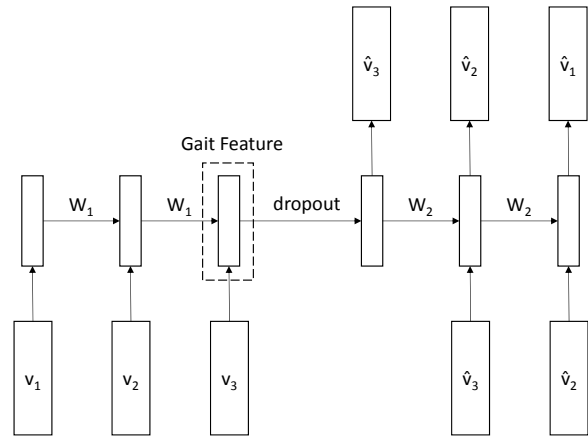 v̂₃ v̂₂ v̂₁
Gait Feature
W₁ W₁ dropout W₂ W₂
v₁ v₂ v₃ v̂₃ v̂₂